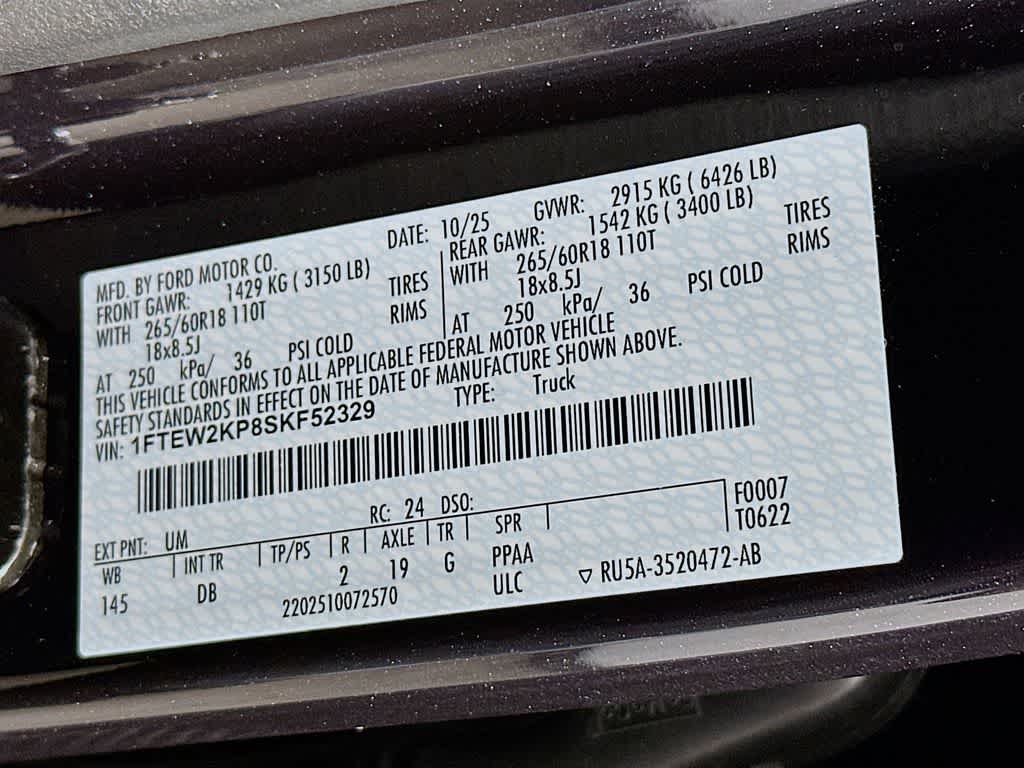 MFD. BY FORD MOTOR CO. DATE: 10/25 GVWR: 2915 KG ( 6426 LB)
FRONT GAWR: 1429 KG ( 3150 LB) REAR GAWR: 1542 KG ( 3400 LB)
WITH 265/60R18 110T TIRES WITH 265/60R18 110T TIRES
18x8.5J RIMS 18x8.5J RIMS
AT 250 kPa/ 36 PSI COLD AT 250 kPa/ 36 PSI COLD
THIS VEHICLE CONFORMS TO ALL APPLICABLE FEDERAL MOTOR VEHICLE
SAFETY STANDARDS IN EFFECT ON THE DATE OF MANUFACTURE SHOWN ABOVE.
VIN: 1FTEW2KP8SKF52329 TYPE: Truck
EXT PNT: UM RC: 24 DSO:
WB INT TR TP/PS R AXLE TR SPR F0007
T0622
145 DB 2 19 G PPAA
2202510072570 ULC ▽ RU5A-3520472-AB